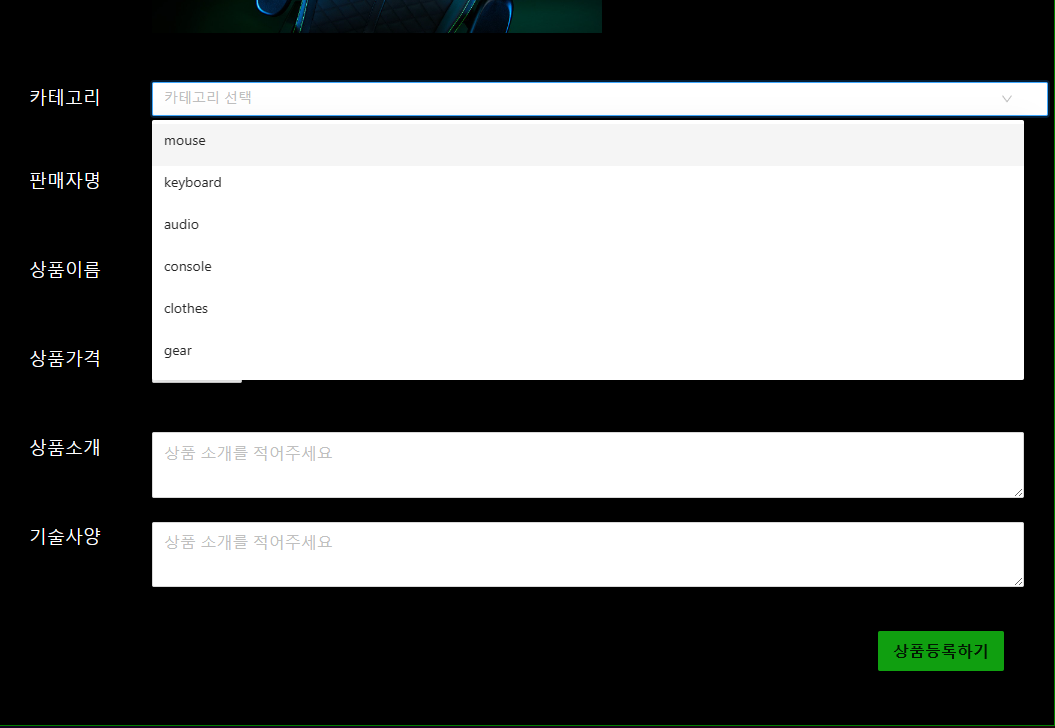 카테고리
카테고리 선택
mouse
keyboard
audio
console
clothes
gear
판매자명
상품이름
상품가격
상품소개
상품 소개를 적어주세요
기술사양
상품 소개를 적어주세요
상품등록하기